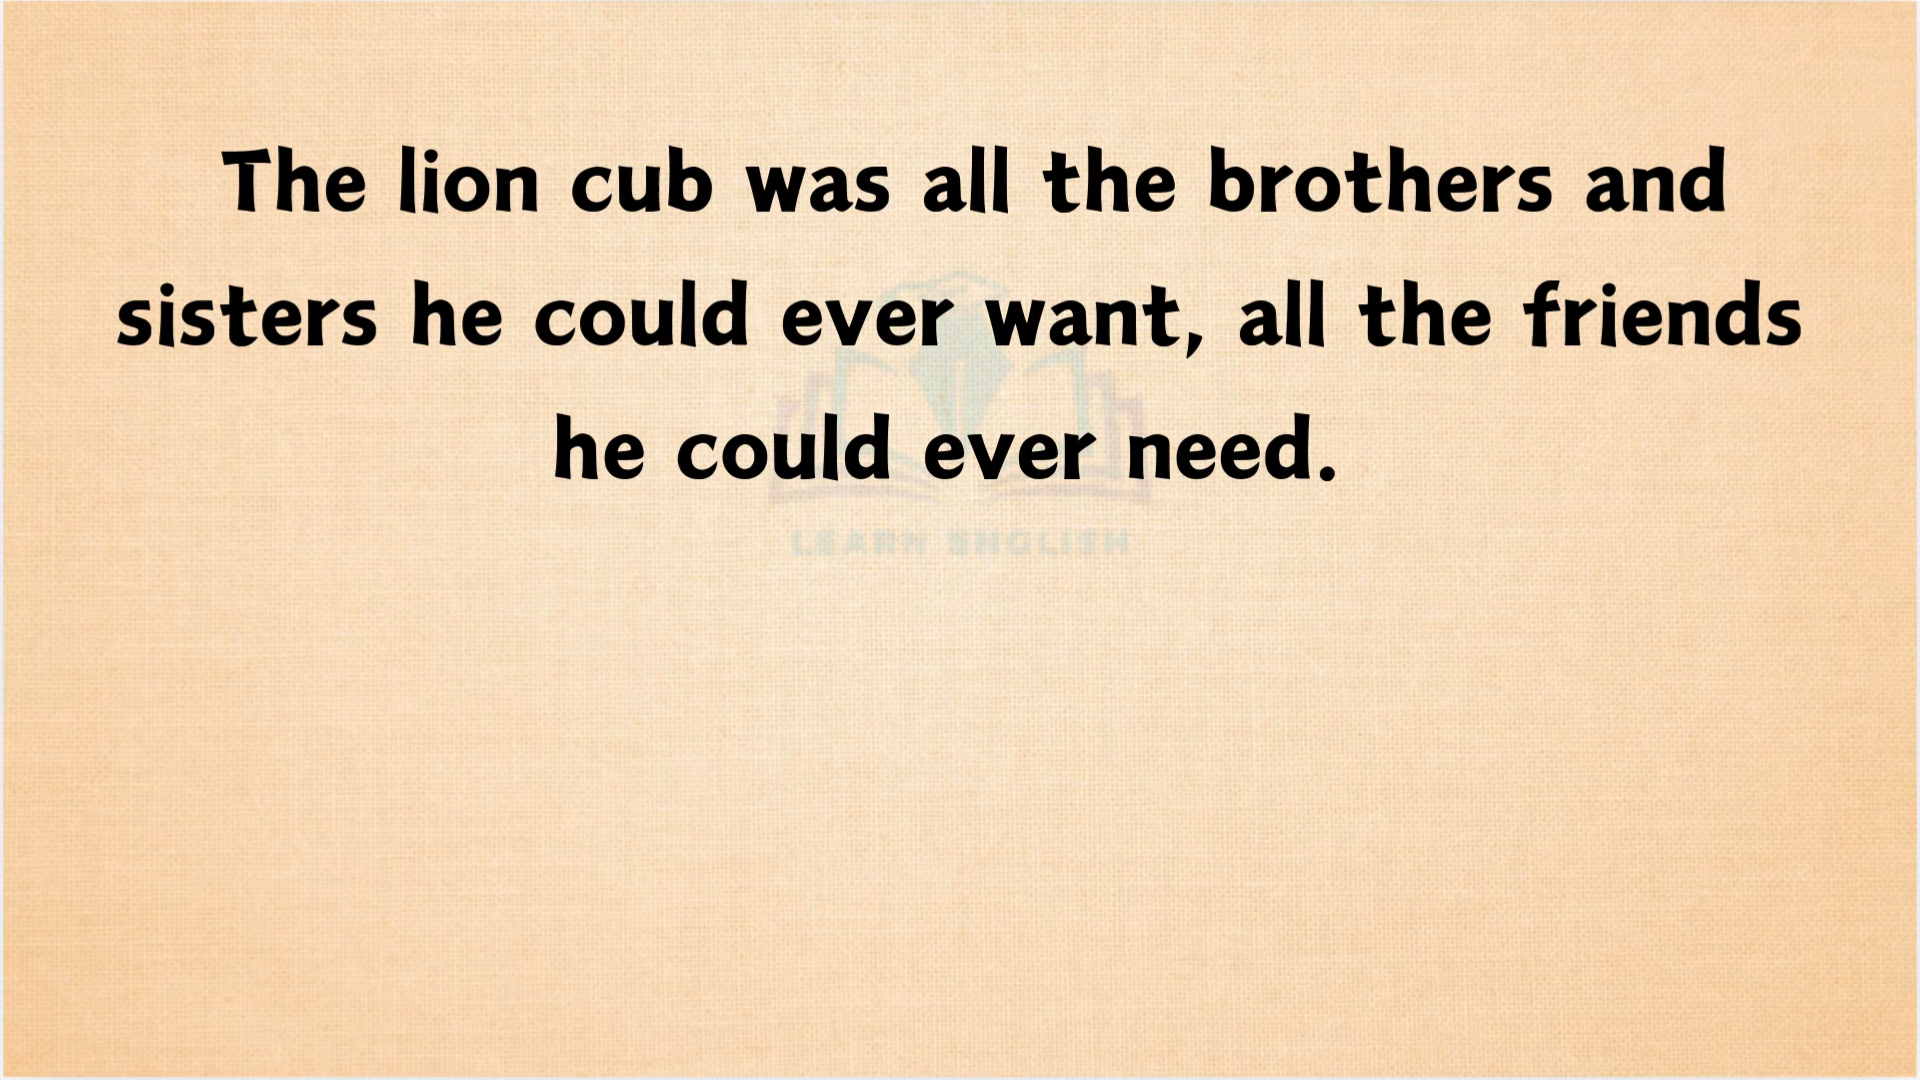 The lion cub was all the brothers and
sisters he could ever want, all the friends
he could ever need.
LEARN ENGLISH